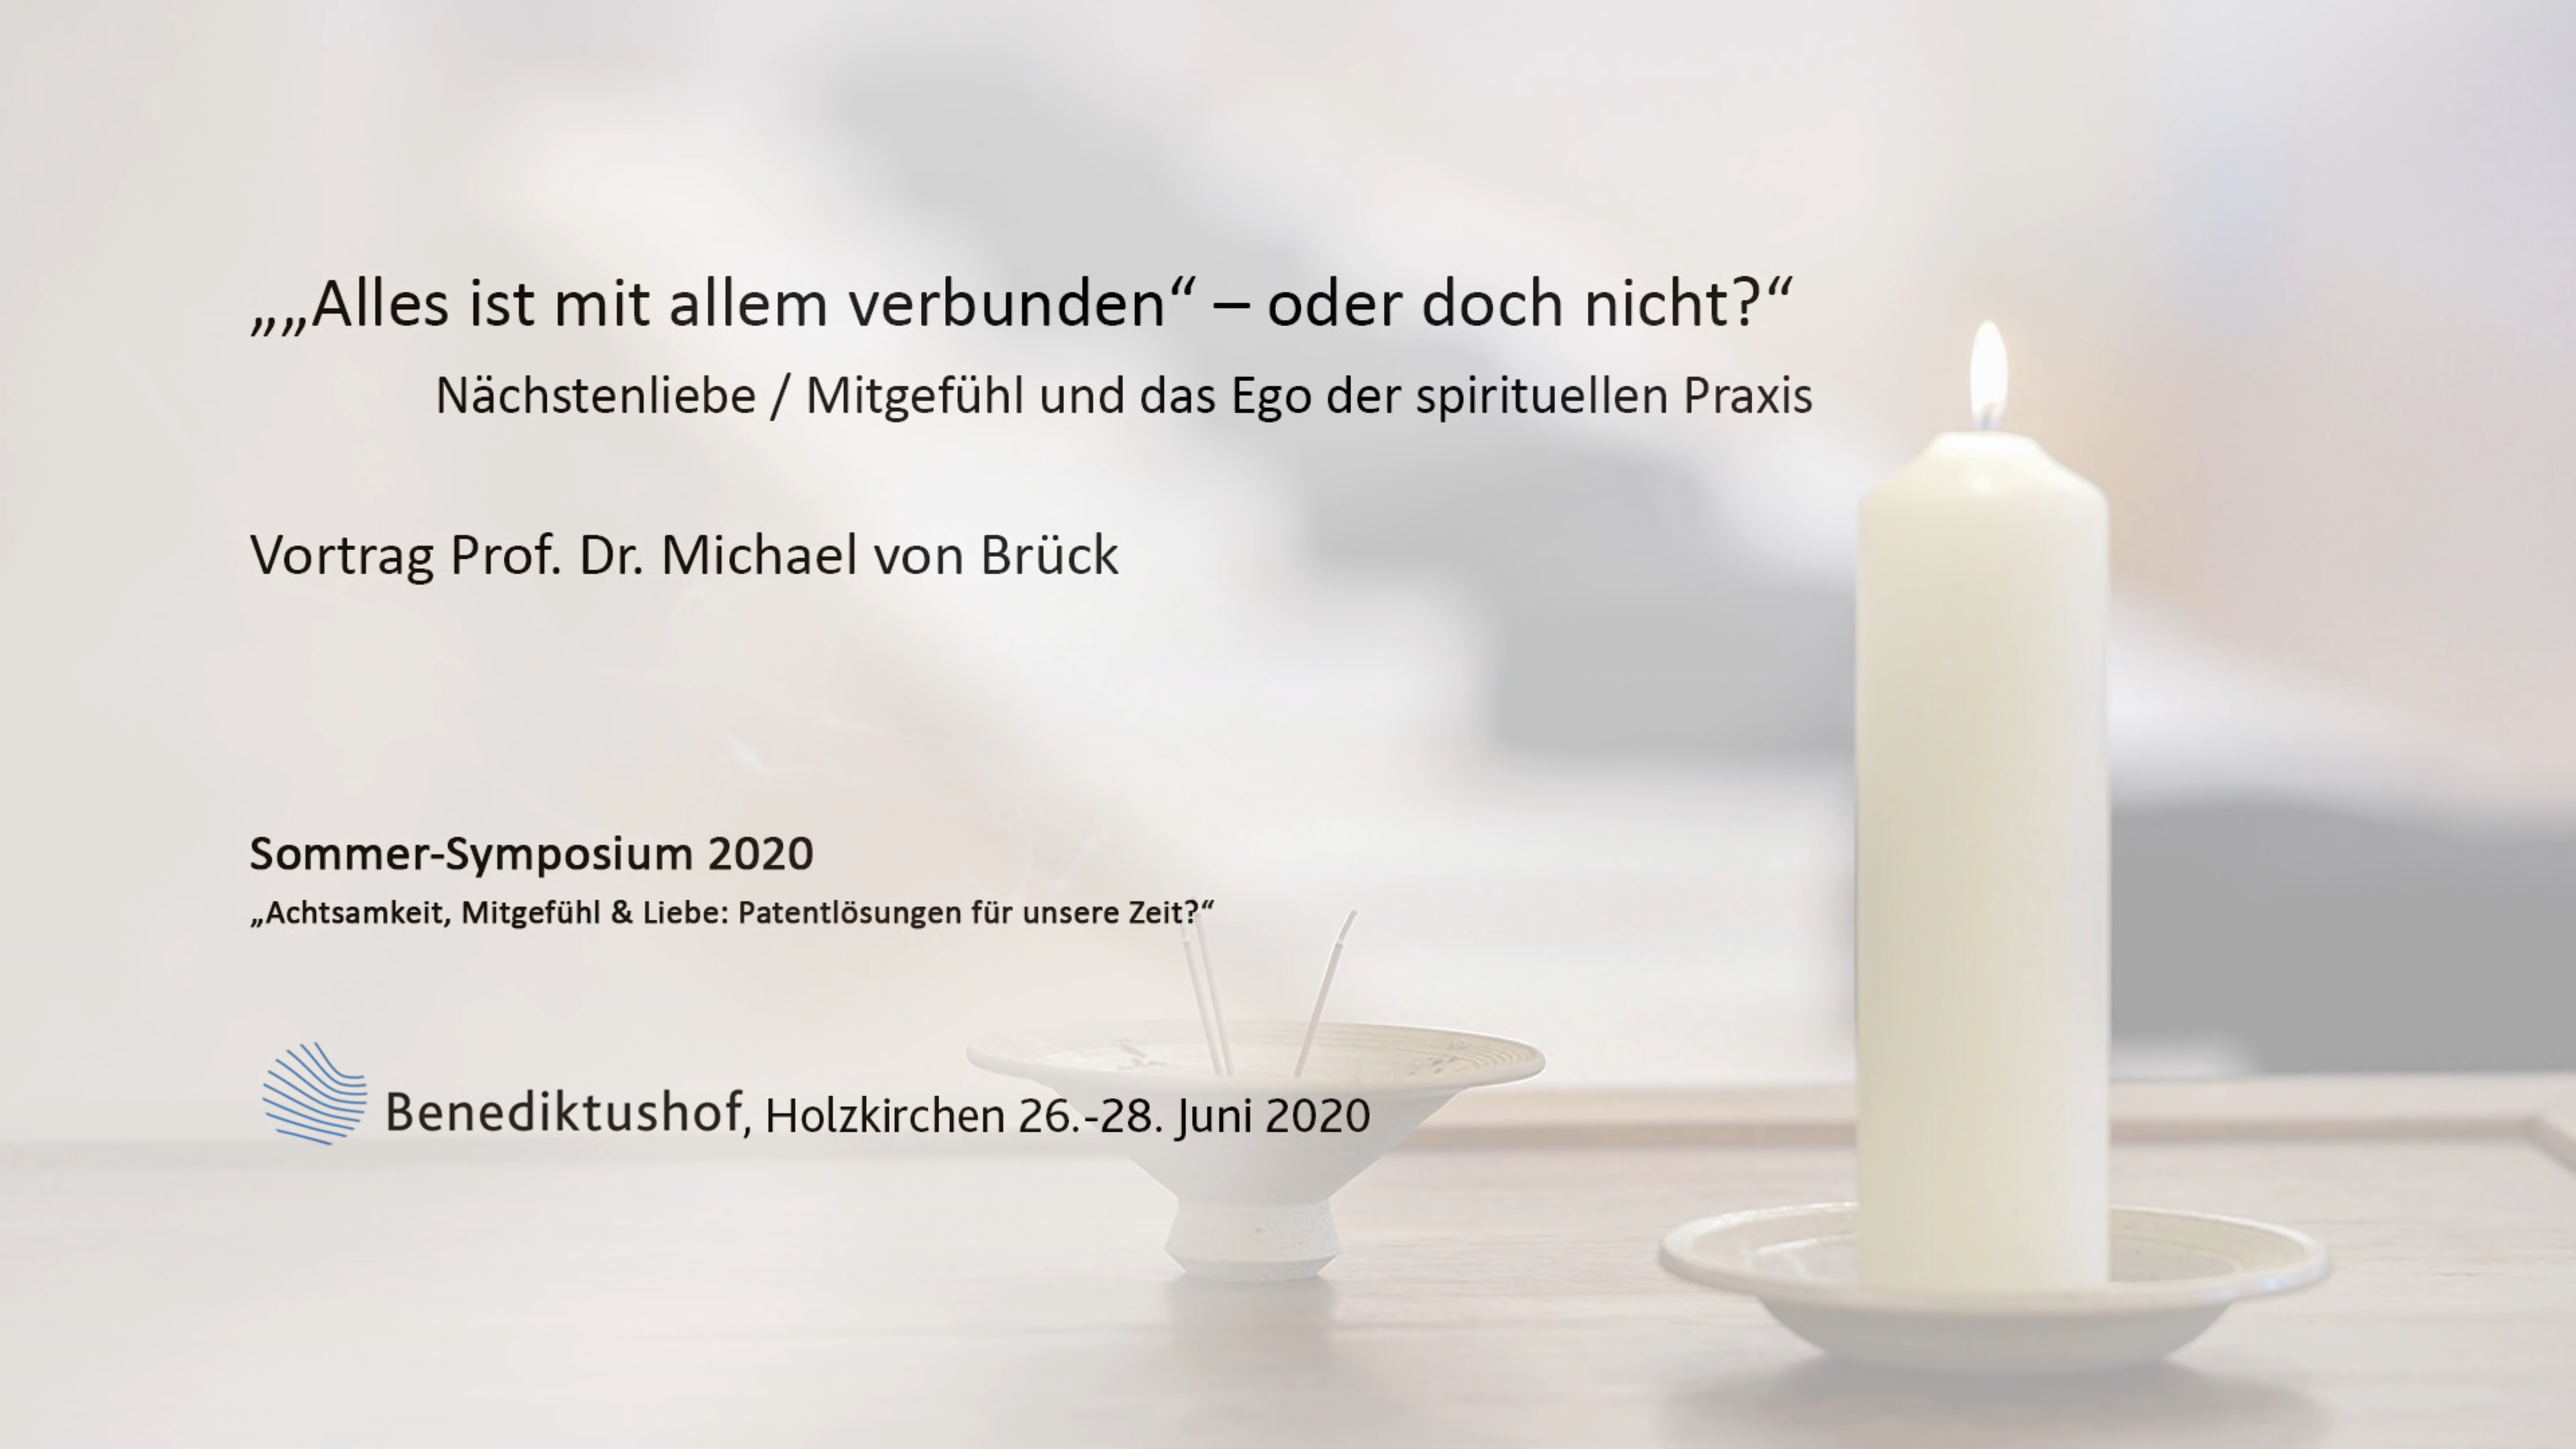 „„Alles ist mit allem verbunden“ – oder doch nicht?“
Nächstenliebe / Mitgefühl und das Ego der spirituellen Praxis
Vortrag Prof. Dr. Michael von Brück
Sommer-Symposium 2020
„Achtsamkeit, Mitgefühl & Liebe: Patentlösungen für unsere Zeit?“
Benediktushof, Holzkirchen 26.-28. Juni 2020